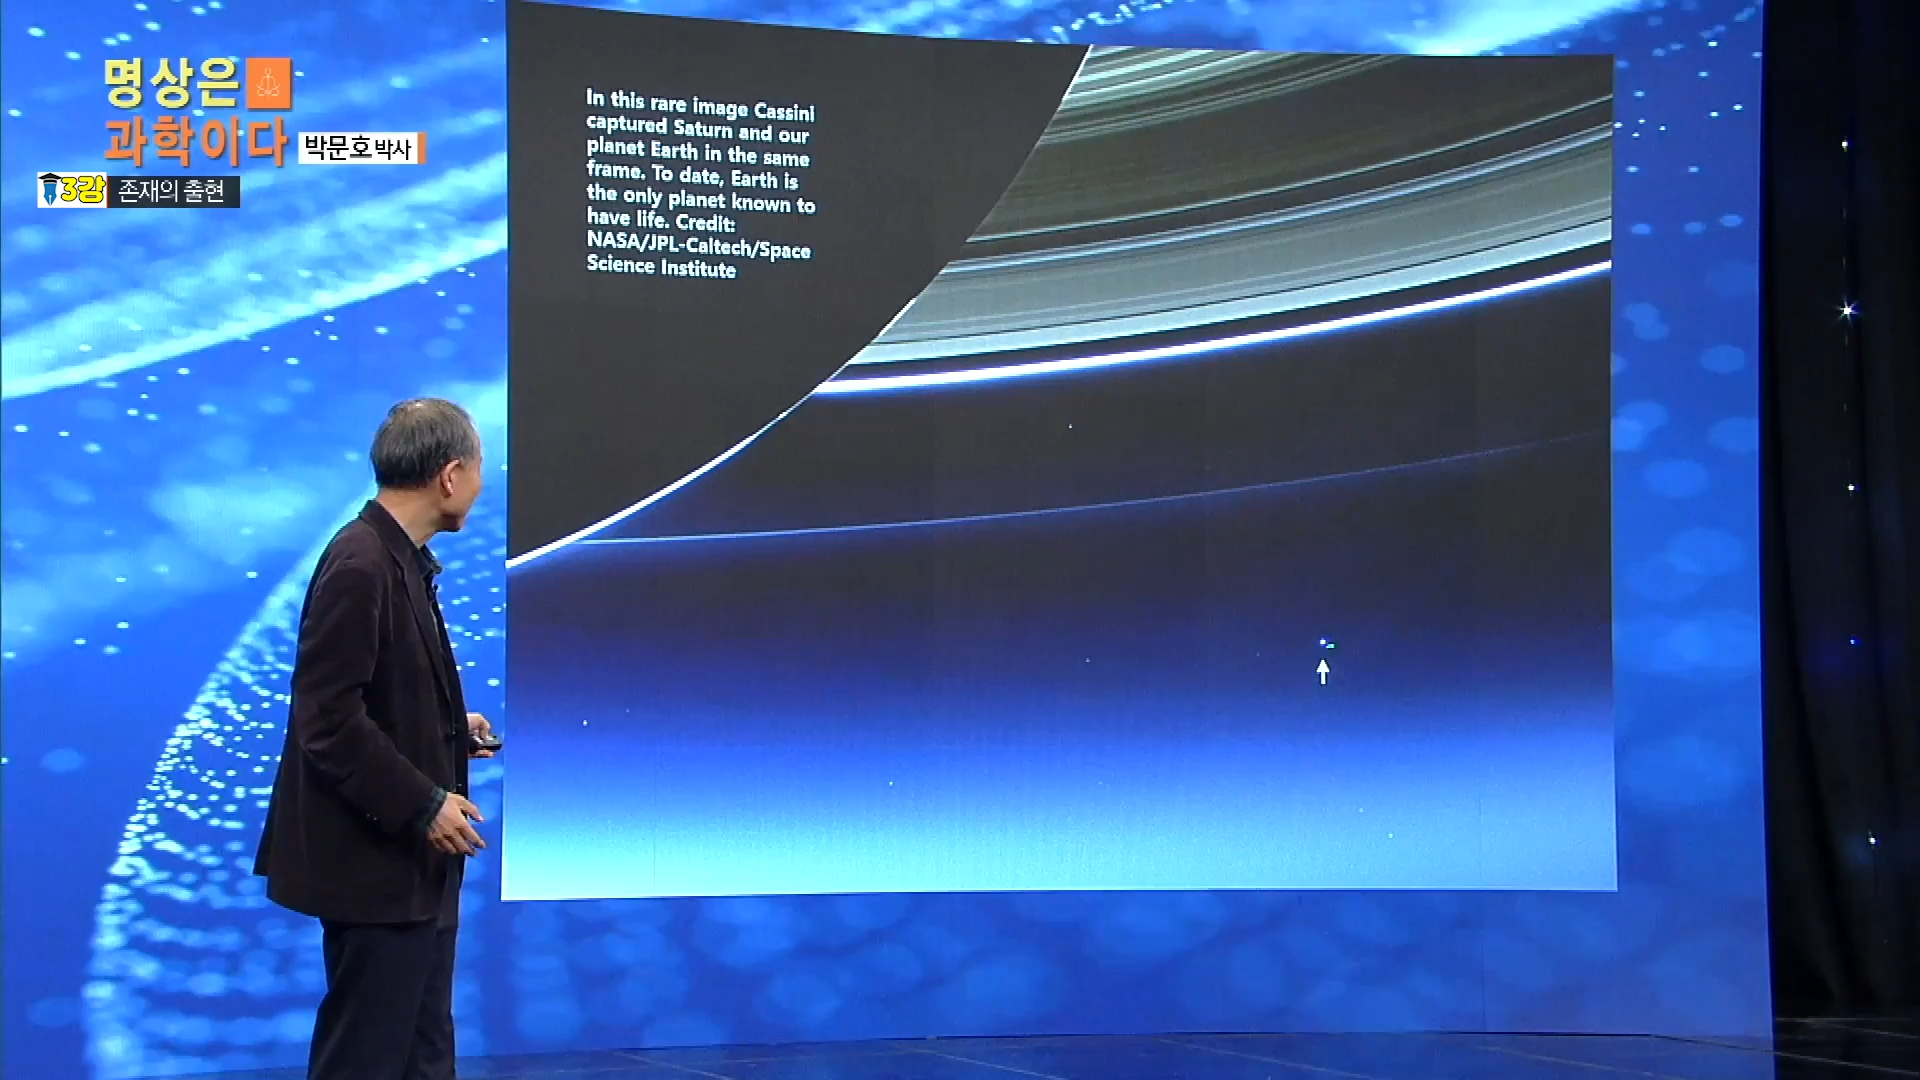 명상은
과학이다 박문호 박사
3강 존재의 출현
In this rare image Cassini
captured Saturn and our
planet Earth in the same
frame. To date, Earth is
the only planet known to
have life. Credit:
NASA/JPL-Caltech/Space
Science Institute